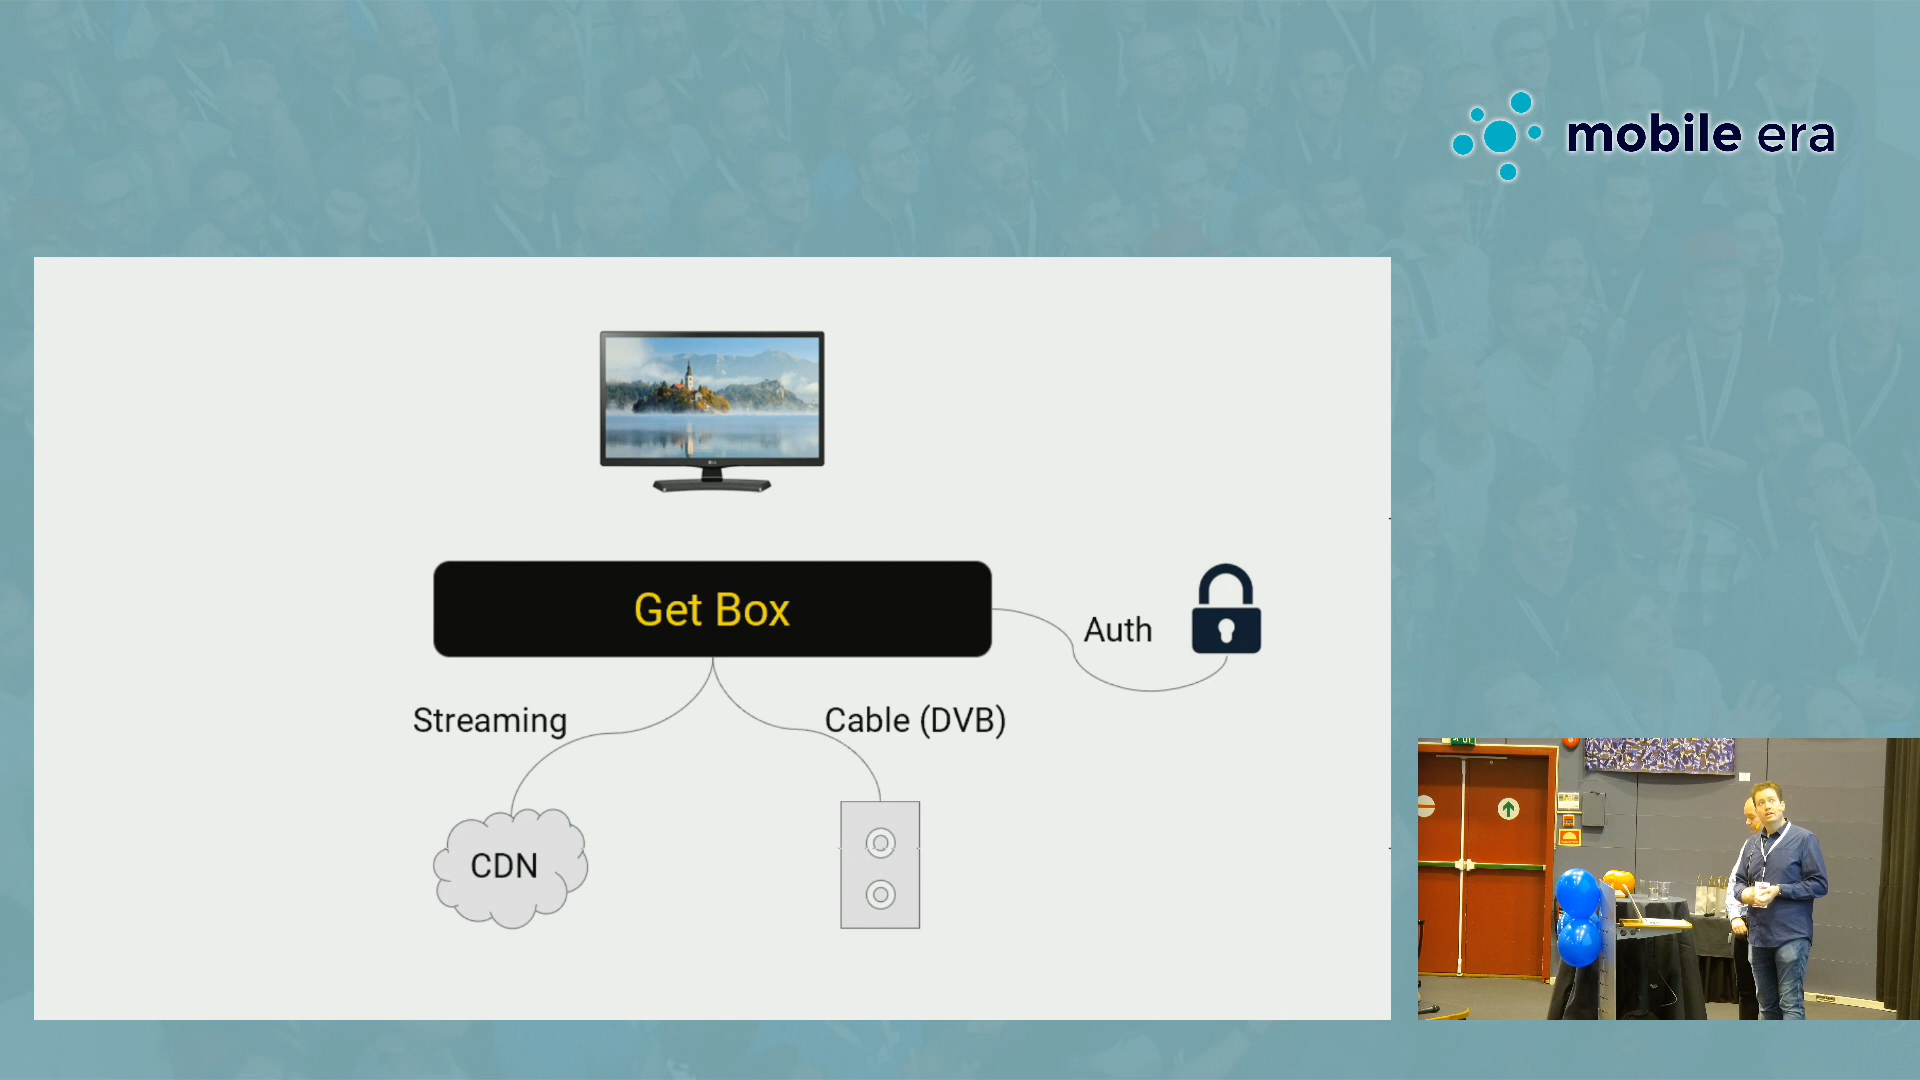 mobile era
Get Box
Auth
Streaming
Cable (DVB)
CDN